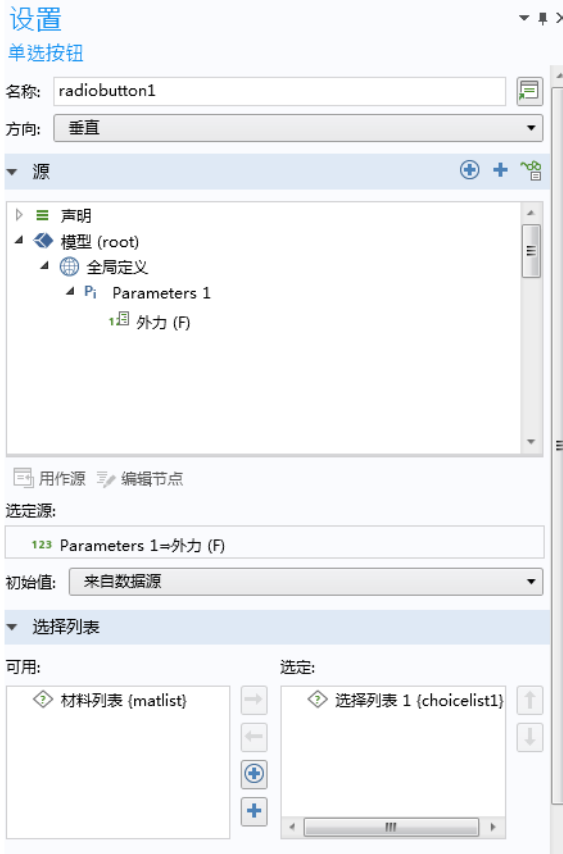 设置
单选按钮
名称: radiobutton1
方向: 垂直
源
声明
模型 (root)
全局定义
Pi Parameters 1
外力 (F)
用作源 编辑节点
选定源:
123 Parameters 1=外力 (F)
初始值: 来自数据源
选择列表
可用: 选定:
材料列表 {matlist} 选择列表 1 {choicelist1}